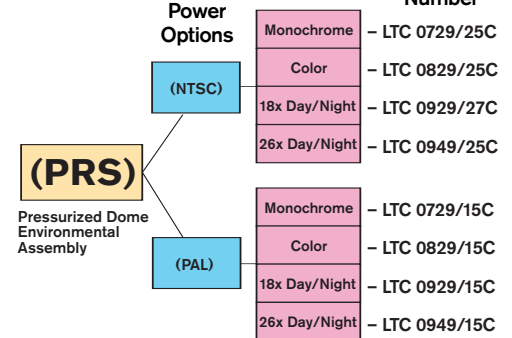 Power
Options
Number
Monochrome – LTC 0729/25C
Color – LTC 0829/25C
(NTSC)
18x Day/Night – LTC 0929/27C
26x Day/Night – LTC 0949/25C
(PRS)
Pressurized Dome
Environmental
Assembly
Monochrome – LTC 0729/15C
Color – LTC 0829/15C
(PAL)
18x Day/Night – LTC 0929/15C
26x Day/Night – LTC 0949/15C